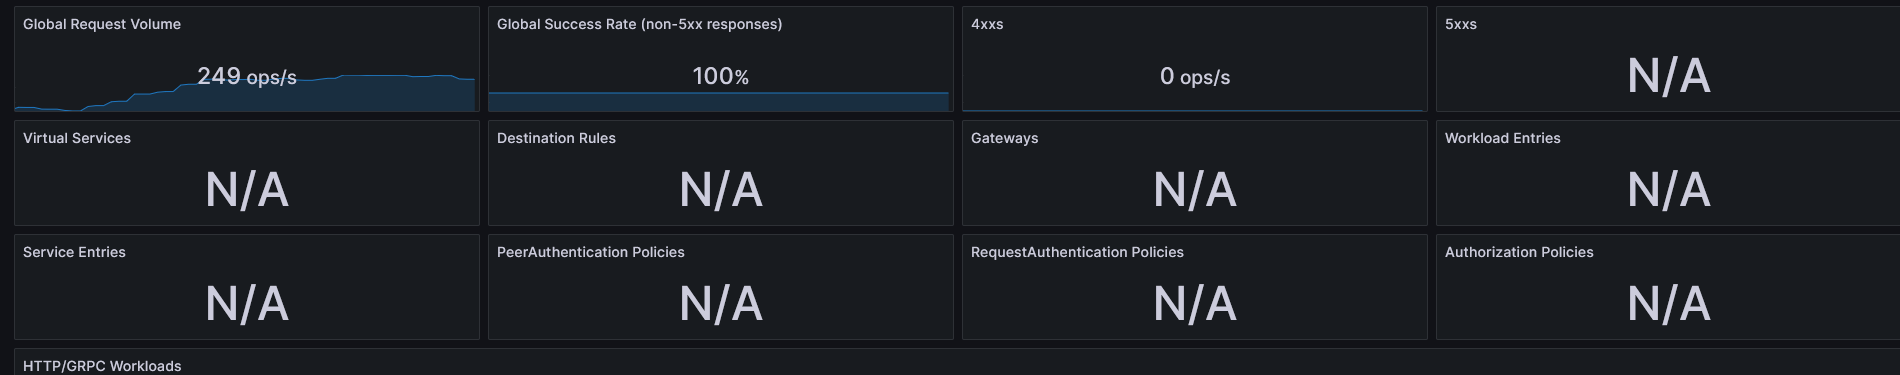 Global Request Volume
249 ops/s
Global Success Rate (non-5xx responses)
100%
4xxs
0 ops/s
5xxs
N/A
Virtual Services
N/A
Destination Rules
N/A
Gateways
N/A
Workload Entries
N/A
Service Entries
N/A
PeerAuthentication Policies
N/A
RequestAuthentication Policies
N/A
Authorization Policies
N/A
HTTP/GRPC Workloads